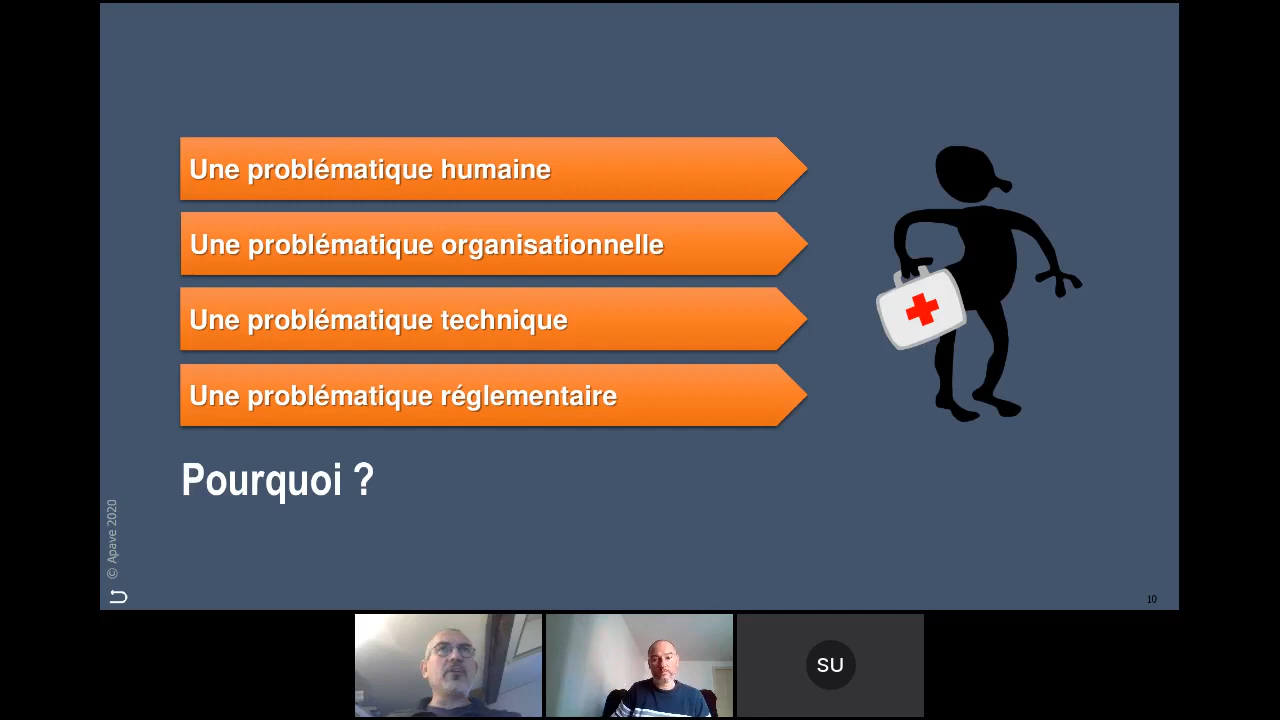 Une problématique humaine
Une problématique organisationnelle
Une problématique technique
Une problématique réglementaire
Pourquoi ?
© Apave 2020
10
SU